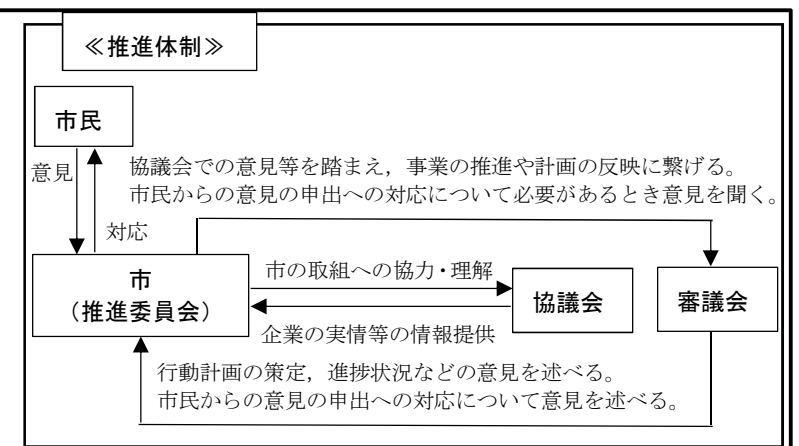 ≪推進体制≫
市民
意見
対応
協議会での意見等を踏まえ，事業の推進や計画の反映に繋げる。
市民からの意見の申出への対応について必要があるとき意見を聞く。
市
（推進委員会）
市の取組への協力・理解
企業の実情等の情報提供
協議会
審議会
行動計画の策定，進捗状況などの意見を述べる。
市民からの意見の申出への対応について意見を述べる。